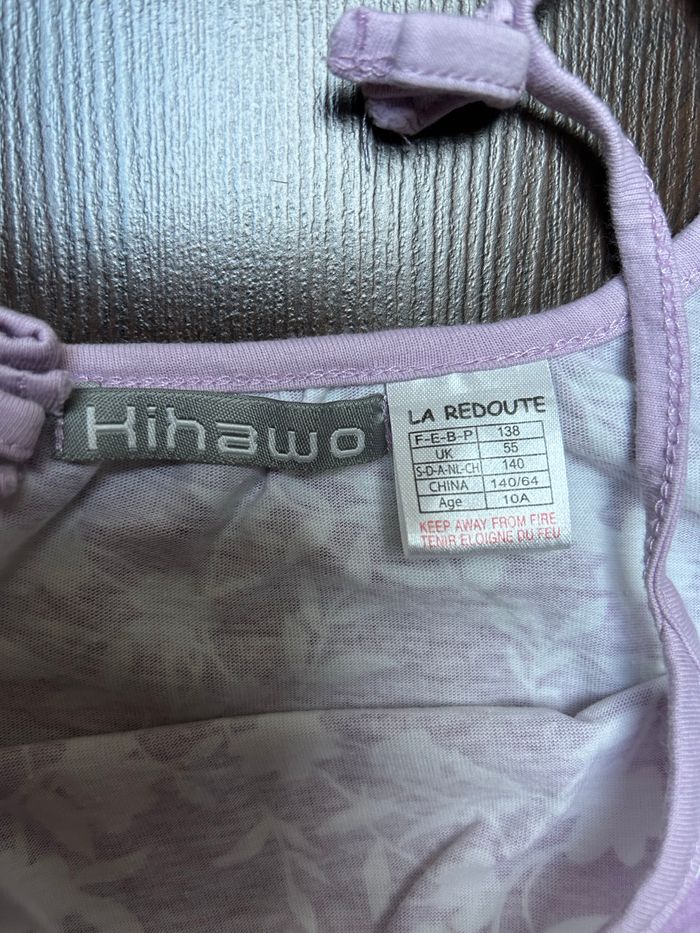 Kihawo
LA REDOUTE
F-E-B-P 138
UK 55
S-D-A-NL-CH 140
CHINA 140/64
Age 10A
KEEP AWAY FROM FIRE
TENIR ELOIGNE DU FEU